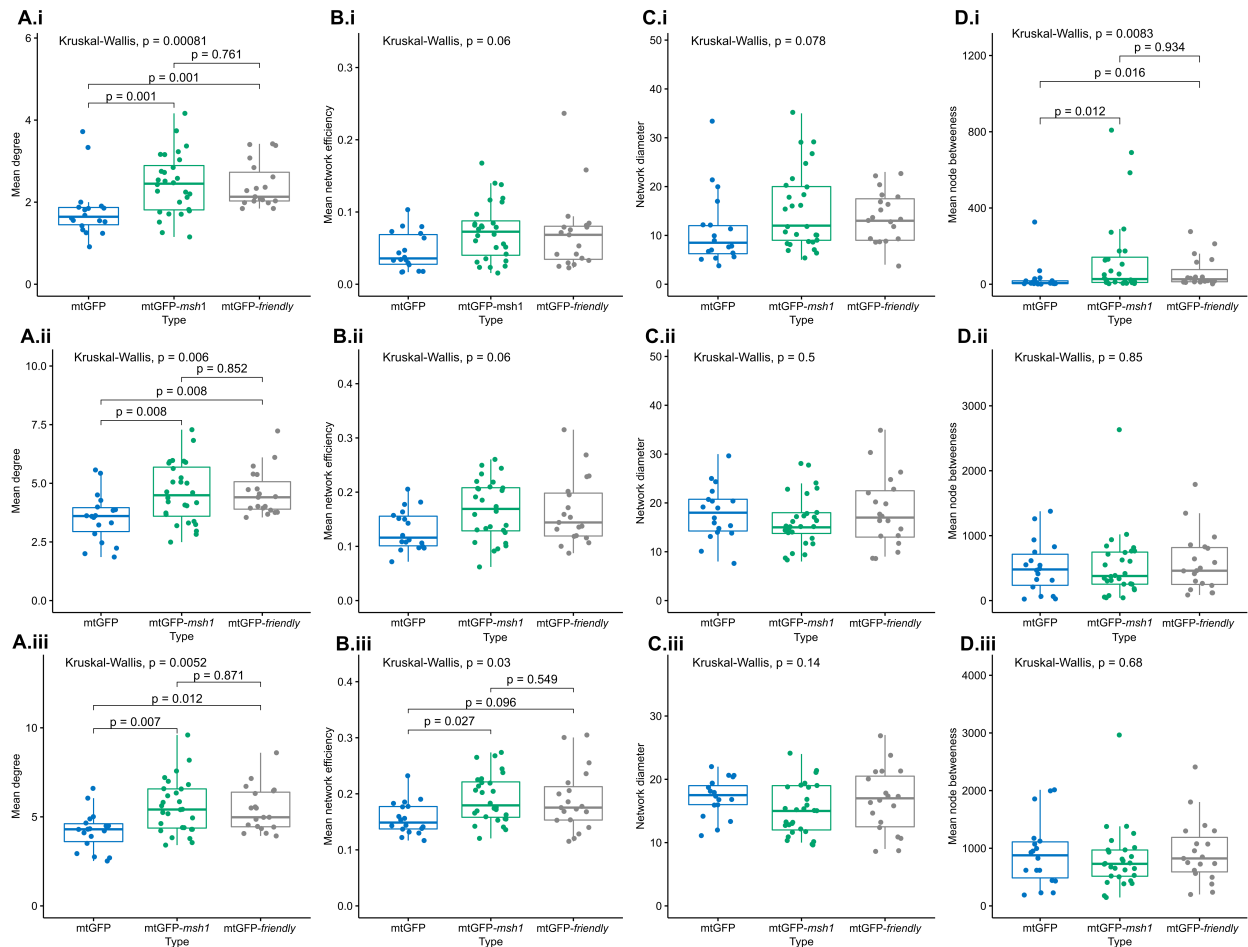 A.i
Kruskal-Wallis, p = 0.00081
p = 0.761
p = 0.001
p = 0.001
Mean degree
6
4
2
0
mtGFP
mtGFP-msh1
mtGFP-friendly
Type
B.i
Kruskal-Wallis, p = 0.06
Mean network efficiency
0.3
0.2
0.1
0.0
mtGFP
mtGFP-msh1
mtGFP-friendly
Type
C.i
Kruskal-Wallis, p = 0.078
Network diameter
50
40
30
20
10
0
mtGFP
mtGFP-msh1
mtGFP-friendly
Type
D.i
Kruskal-Wallis, p = 0.0083
p = 0.934
p = 0.016
p = 0.012
Mean node betweeness
1200
800
400
0
mtGFP
mtGFP-msh1
mtGFP-friendly
Type
A.ii
Kruskal-Wallis, p = 0.006
p = 0.852
p = 0.008
p = 0.008
Mean degree
10.0
7.5
5.0
2.5
0.0
mtGFP
mtGFP-msh1
mtGFP-friendly
Type
B.ii
Kruskal-Wallis, p = 0.06
Mean network efficiency
0.4
0.3
0.2
0.1
0.0
mtGFP
mtGFP-msh1
mtGFP-friendly
Type
C.ii
Kruskal-Wallis, p = 0.5
Network diameter
50
40
30
20
10
0
mtGFP
mtGFP-msh1
mtGFP-friendly
Type
D.ii
Kruskal-Wallis, p = 0.85
Mean node betweeness
3000
2000
1000
0
mtGFP
mtGFP-msh1
mtGFP-friendly
Type
A.iii
Kruskal-Wallis, p = 0.0052
p = 0.871
p = 0.012
p = 0.007
Mean degree
10
5
0
mtGFP
mtGFP-msh1
mtGFP-friendly
Type
B.iii
Kruskal-Wallis, p = 0.03
p = 0.549
p = 0.096
p = 0.027
Mean network efficiency
0.4
0.3
0.2
0.1
0.0
mtGFP
mtGFP-msh1
mtGFP-friendly
Type
C.iii
Kruskal-Wallis, p = 0.14
Network diameter
30
20
10
0
mtGFP
mtGFP-msh1
mtGFP-friendly
Type
D.iii
Kruskal-Wallis, p = 0.68
Mean node betweeness
4000
3000
2000
1000
0
mtGFP
mtGFP-msh1
mtGFP-friendly
Type